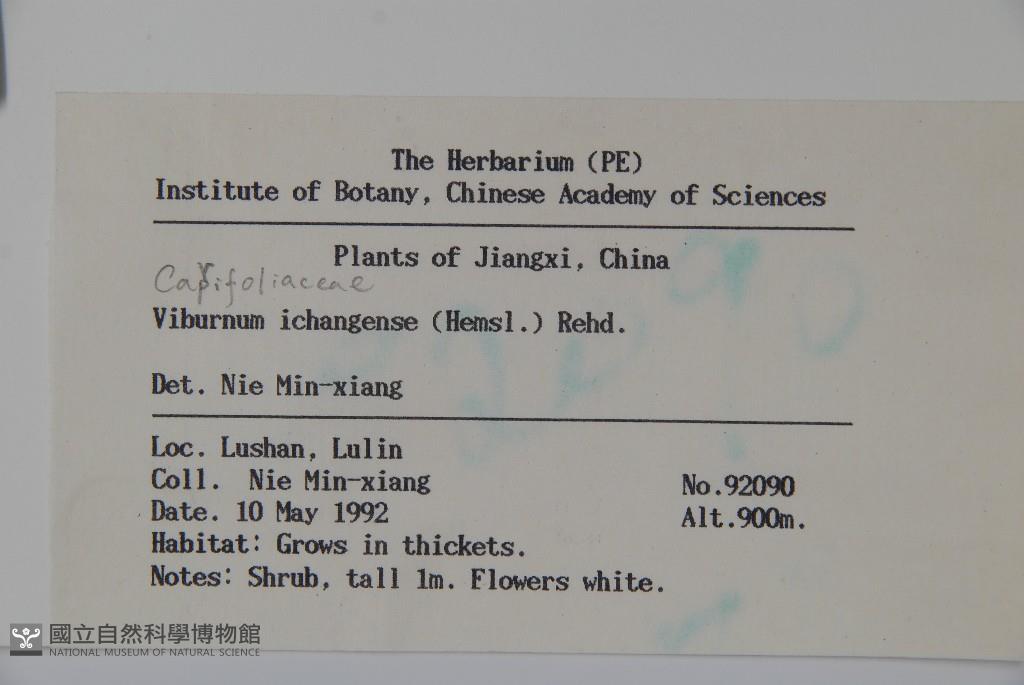 The Herbarium (PE)
Institute of Botany, Chinese Academy of Sciences
Plants of Jiangxi, China
Caprifoliaceae
Viburnum ichangense (Hemsl.) Rehd.
Det. Nie Min-xiang
Loc. Lushan, Lulin
Coll. Nie Min-xiang No.92090
Date. 10 May 1992 Alt.900m.
Habitat: Grows in thickets.
Notes: Shrub, tall 1m. Flowers white.
國立自然科學博物館
NATIONAL MUSEUM OF NATURAL SCIENCE